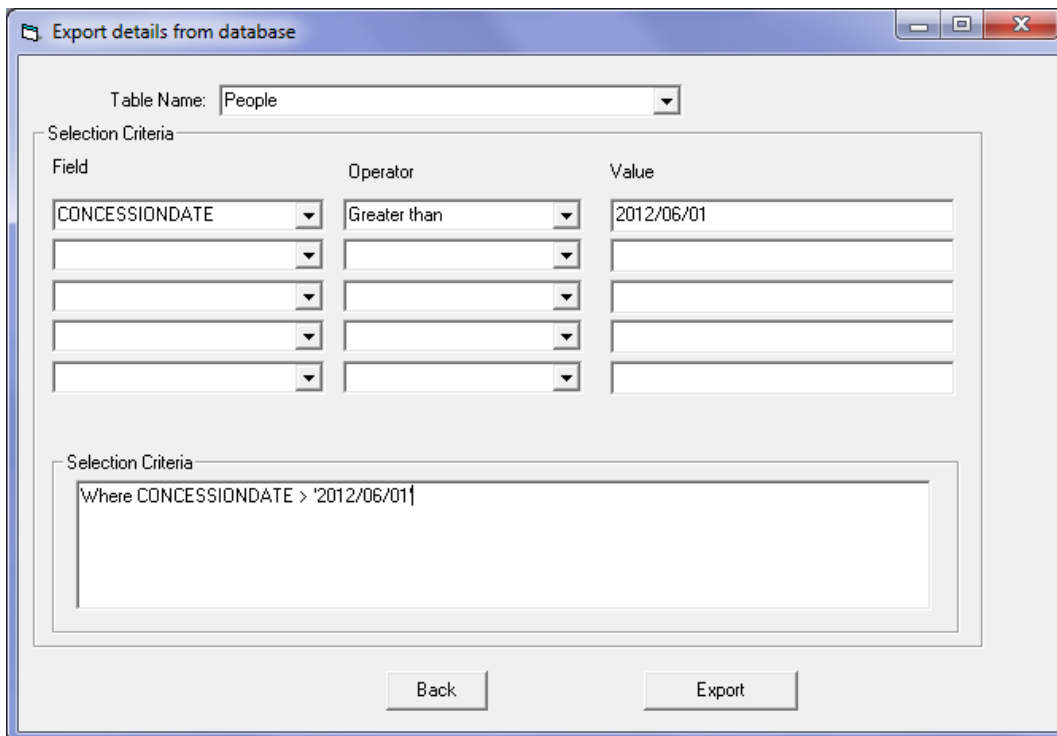 Export details from database
Table Name: People
Selection Criteria
Field Operator Value
CONCESSIONDATE Greater than 2012/06/01
Selection Criteria
Where CONCESSIONDATE > '2012/06/01'
Back Export